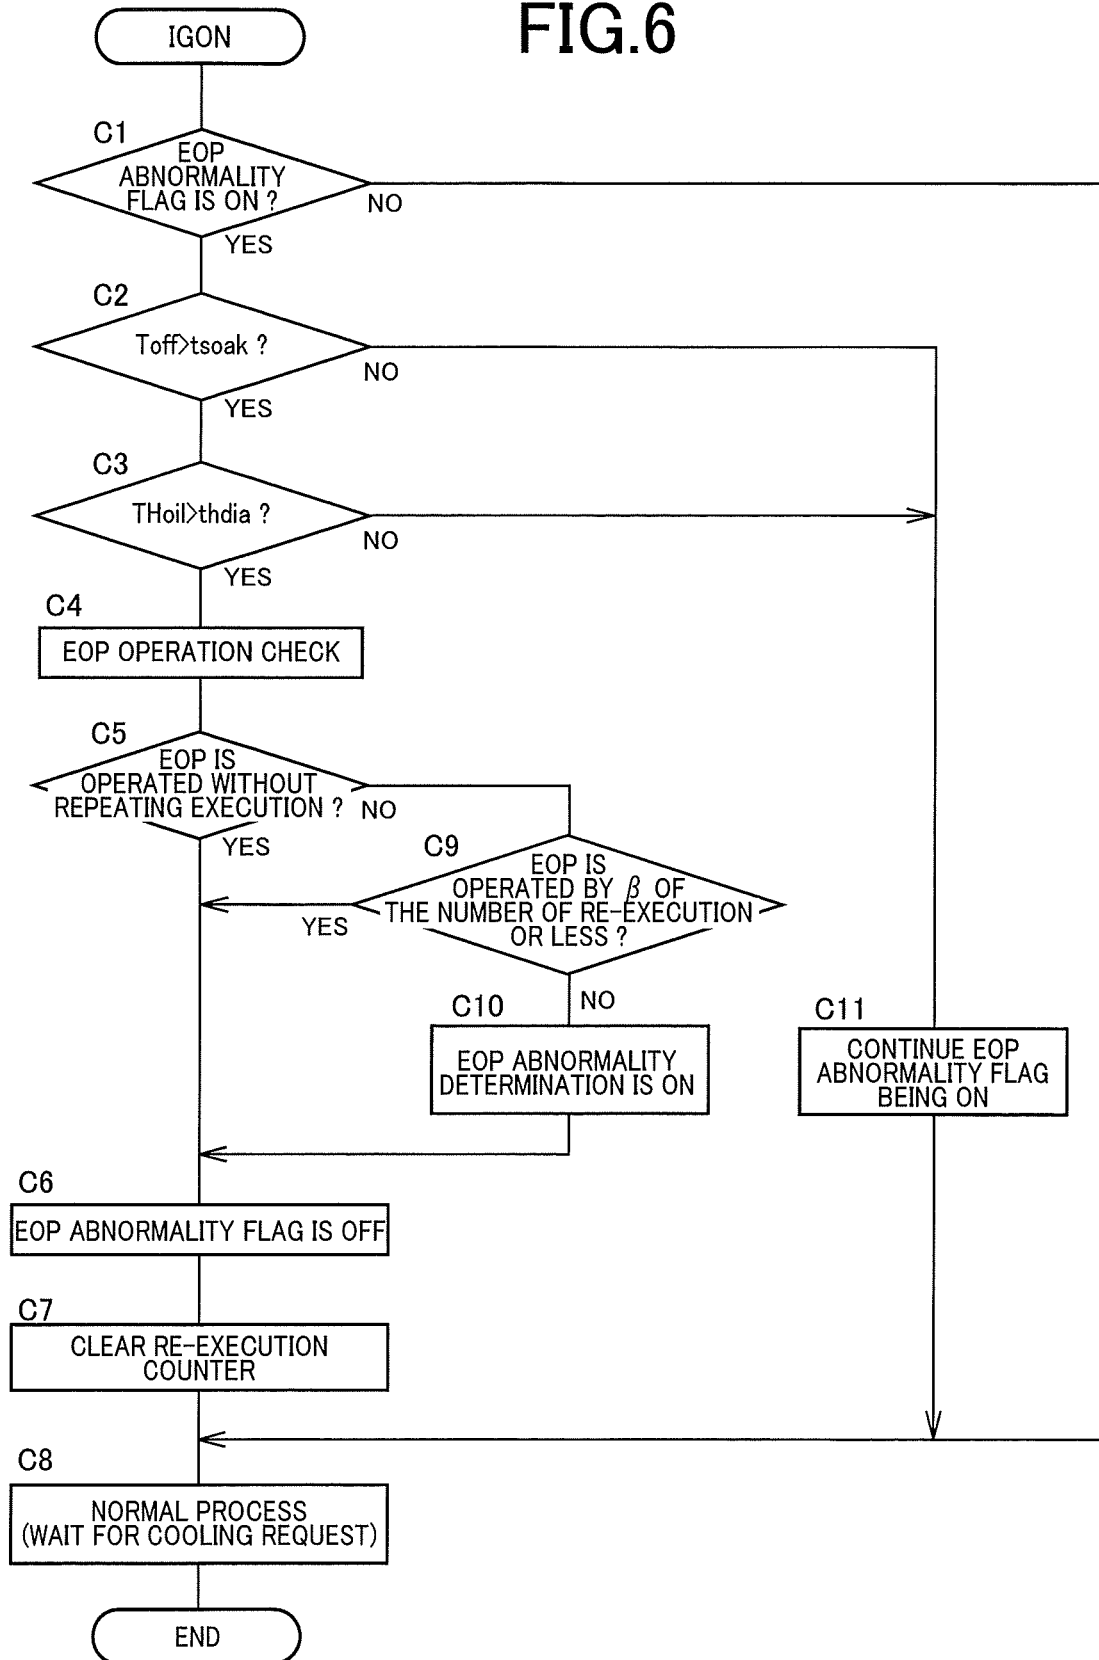 FIG.6
IGON
C1
EOP
ABNORMALITY
FLAG IS ON ?
NO
YES
C2
Toff>tsoak ?
NO
YES
C3
THoil>thdia ?
NO
YES
C4
EOP OPERATION CHECK
C5
EOP IS
OPERATED WITHOUT
REPEATING EXECUTION ?
NO
YES
C9
EOP IS
OPERATED BY β OF
THE NUMBER OF RE-EXECUTION
OR LESS ?
YES
NO
C10
EOP ABNORMALITY
DETERMINATION IS ON
C11
CONTINUE EOP
ABNORMALITY FLAG
BEING ON
C6
EOP ABNORMALITY FLAG IS OFF
C7
CLEAR RE-EXECUTION
COUNTER
C8
NORMAL PROCESS
(WAIT FOR COOLING REQUEST)
END